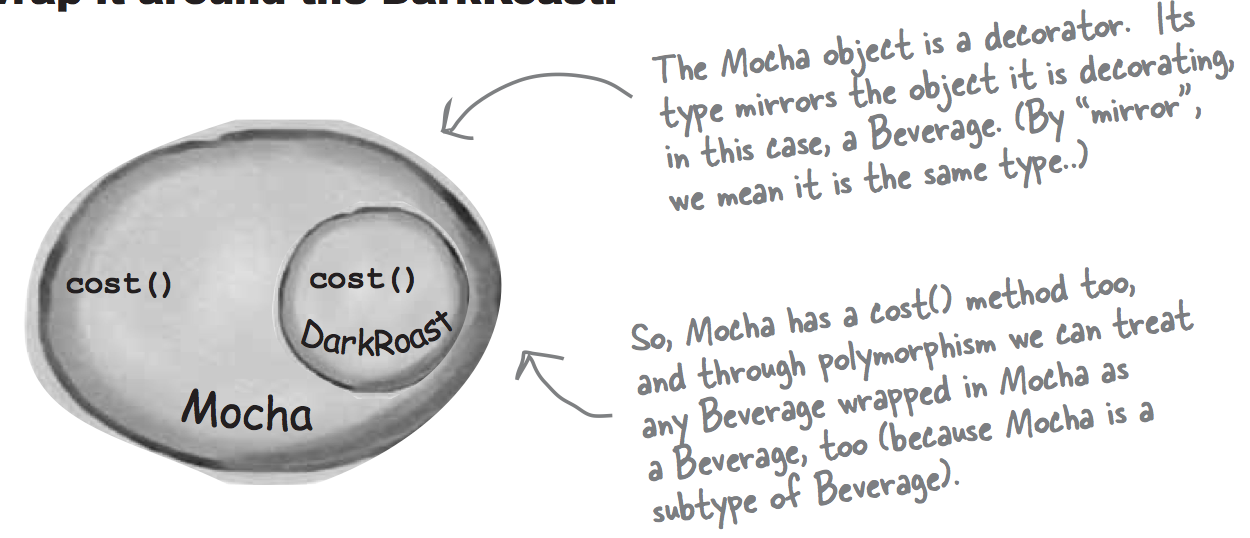 wrap it around the DarkRoast.
The Mocha object is a decorator. Its
type mirrors the object it is decorating,
in this case, a Beverage. (By “mirror”,
we mean it is the same type..)
cost()
cost()
DarkRoast
Mocha
So, Mocha has a cost() method too,
and through polymorphism we can treat
any Beverage wrapped in Mocha as
a Beverage, too (because Mocha is a
subtype of Beverage).